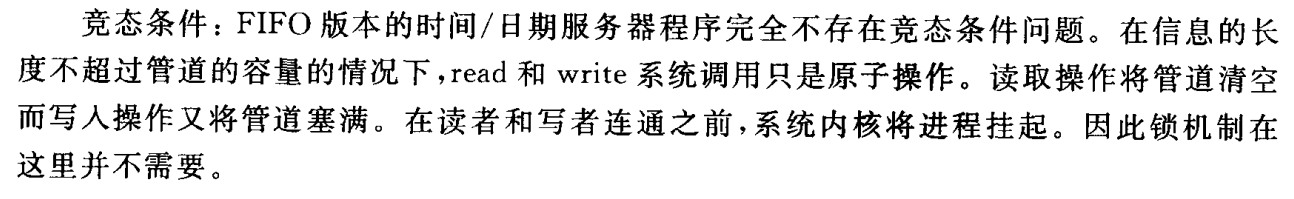 竞态条件：FIFO 版本的时间/日期服务器程序完全不存在竞态条件问题。在信息的长
度不超过管道的容量的情况下，read 和 write 系统调用只是原子操作。读取操作将管道清空
而写入操作又将管道塞满。在读者和写者连通之前，系统内核将进程挂起。因此锁机制在
这里并不需要。